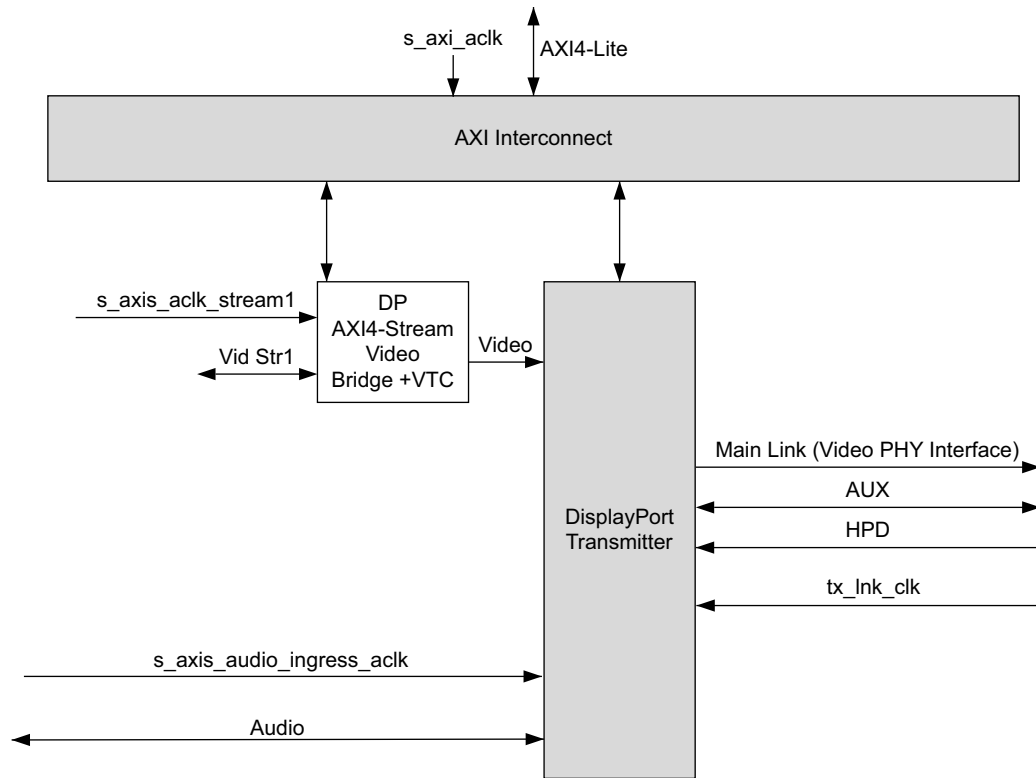 s_axi_aclk
AXI4-Lite
AXI Interconnect
s_axis_aclk_stream1
Vid Str1
DP
AXI4-Stream
Video
Bridge +VTC
Video
Main Link (Video PHY Interface)
AUX
HPD
tx_lnk_clk
DisplayPort
Transmitter
s_axis_audio_ingress_aclk
Audio